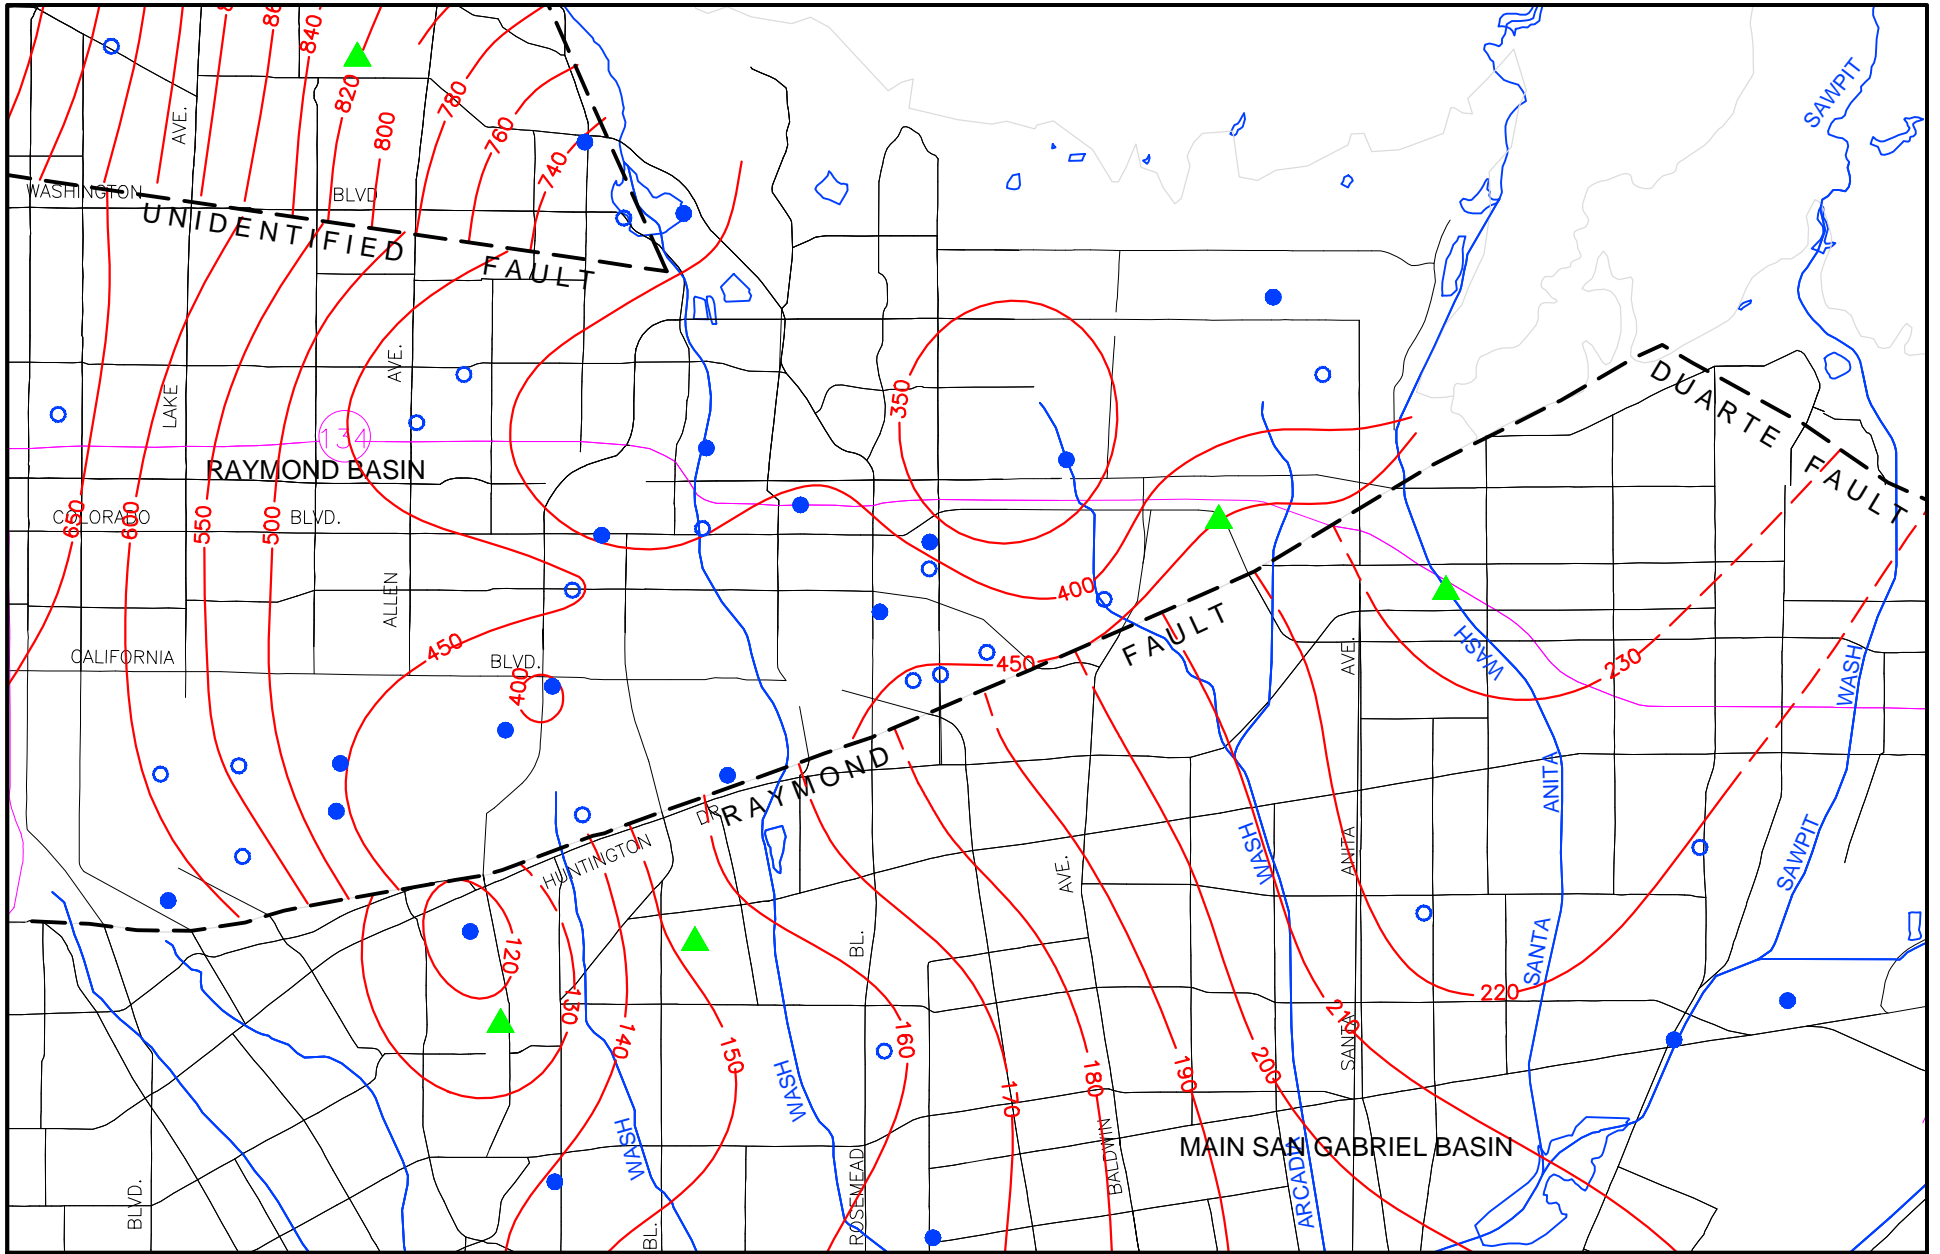 840
820
800
780
760
740
SAWPIT
AVE.
WASHINGTON
BLVD
UNIDENTIFIED
FAULT
LAKE
AVE.
350
DUARTE
FAULT
134
RAYMOND BASIN
650
600
550
500
COLORADO
BLVD.
ALLEN
400
450
CALIFORNIA
BLVD.
400
450
FAULT
WASH
AVE.
230
WASH
RAYMOND
HUNTINGTON
DR.
WASH
ANITA
ANITA
SAWPIT
AVE.
120
BL.
SANTA
220
130
140
150
160
170
180
190
200
210
SANTA
WASH
WASH
BALDWIN
MAIN SAN GABRIEL BASIN
ARCADIA
BLVD.
BL.
ROSEMEAD